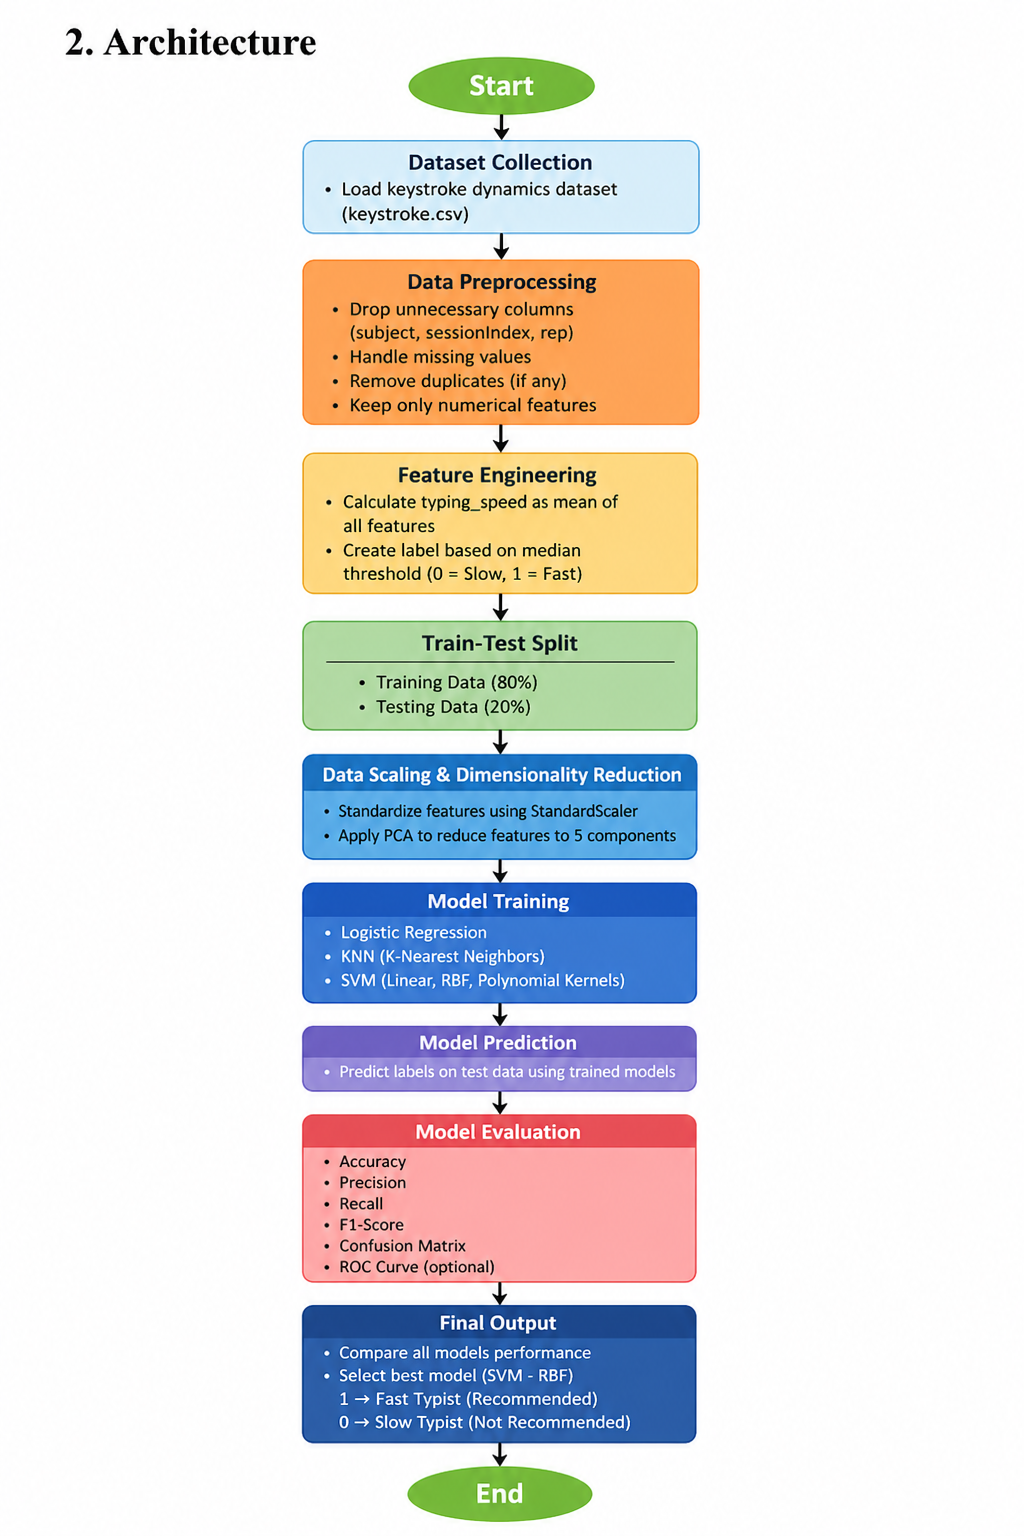 2. Architecture
Start
Dataset Collection
• Load keystroke dynamics dataset
(keystroke.csv)
Data Preprocessing
• Drop unnecessary columns
(subject, sessionIndex, rep)
• Handle missing values
• Remove duplicates (if any)
• Keep only numerical features
Feature Engineering
• Calculate typing_speed as mean of
all features
• Create label based on median
threshold (0 = Slow, 1 = Fast)
Train-Test Split
• Training Data (80%)
• Testing Data (20%)
Data Scaling & Dimensionality Reduction
• Standardize features using StandardScaler
• Apply PCA to reduce features to 5 components
Model Training
• Logistic Regression
• KNN (K-Nearest Neighbors)
• SVM (Linear, RBF, Polynomial Kernels)
Model Prediction
• Predict labels on test data using trained models
Model Evaluation
• Accuracy
• Precision
• Recall
• F1-Score
• Confusion Matrix
• ROC Curve (optional)
Final Output
• Compare all models performance
• Select best model (SVM - RBF)
1 → Fast Typist (Recommended)
0 → Slow Typist (Not Recommended)
End